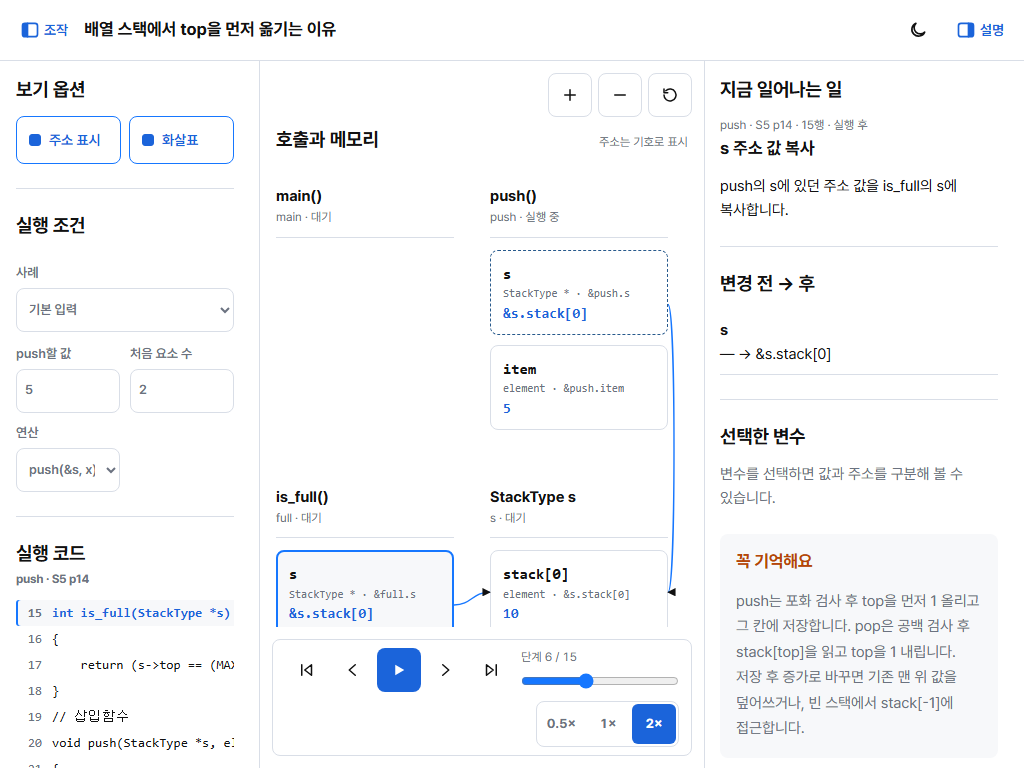 조작
배열 스택에서 top을 먼저 옮기는 이유
설명
보기 옵션
주소 표시
화살표
실행 조건
사례
기본 입력
push할 값
처음 요소 수
5
2
연산
push(&s, x)
실행 코드
push · S5 p14
15 int is_full(StackType *s)
16 {
17 return (s->top == (MAX
18 }
19 // 삽입함수
20 void push(StackType *s, el
21 {
호출과 메모리
주소는 기호로 표시
main()
main · 대기
push()
push · 실행 중
s
StackType * · &push.s
&s.stack[0]
item
element · &push.item
5
is_full()
full · 대기
StackType s
s · 대기
s
StackType * · &full.s
&s.stack[0]
stack[0]
element · &s.stack[0]
10
단계 6 / 15
0.5×
1×
2×
지금 일어나는 일
push · S5 p14 · 15행 · 실행 후
s 주소 값 복사
push의 s에 있던 주소 값을 is_full의 s에
복사합니다.
변경 전 → 후
s
— → &s.stack[0]
선택한 변수
변수를 선택하면 값과 주소를 구분해 볼 수
있습니다.
꼭 기억해요
push는 포화 검사 후 top을 먼저 1 올리고
그 칸에 저장합니다. pop은 공백 검사 후
stack[top]을 읽고 top을 1 내립니다.
저장 후 증가로 바꾸면 기존 맨 위 값을
덮어쓰거나, 빈 스택에서 stack[-1]에
접근합니다.